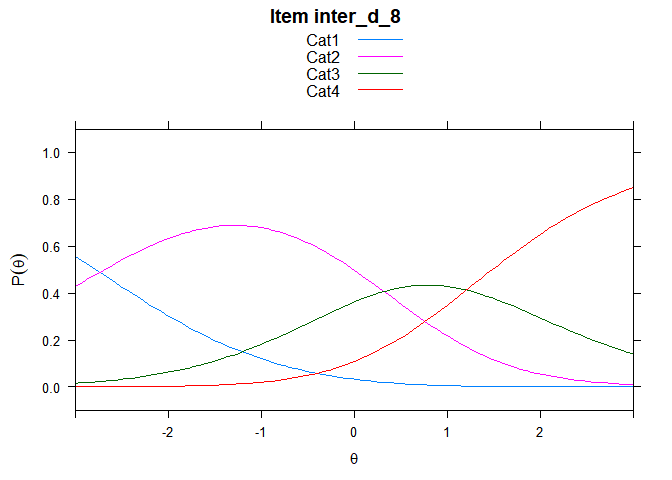 Item inter_d_8
Cat1
Cat2
Cat3
Cat4
1.0
0.8
0.6
0.4
0.2
0.0
P(θ)
-2 -1 0 1 2
θ